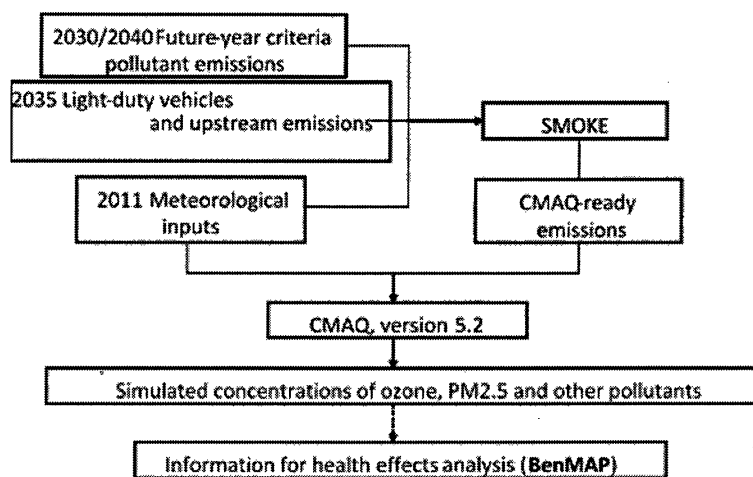 2030/2040 Future-year criteria
pollutant emissions
2035 Light-duty vehicles
and upstream emissions
SMOKE
2011 Meteorological
inputs
CMAQ-ready
emissions
CMAQ, version 5.2
Simulated concentrations of ozone, PM2.5 and other pollutants
Information for health effects analysis (BenMAP)